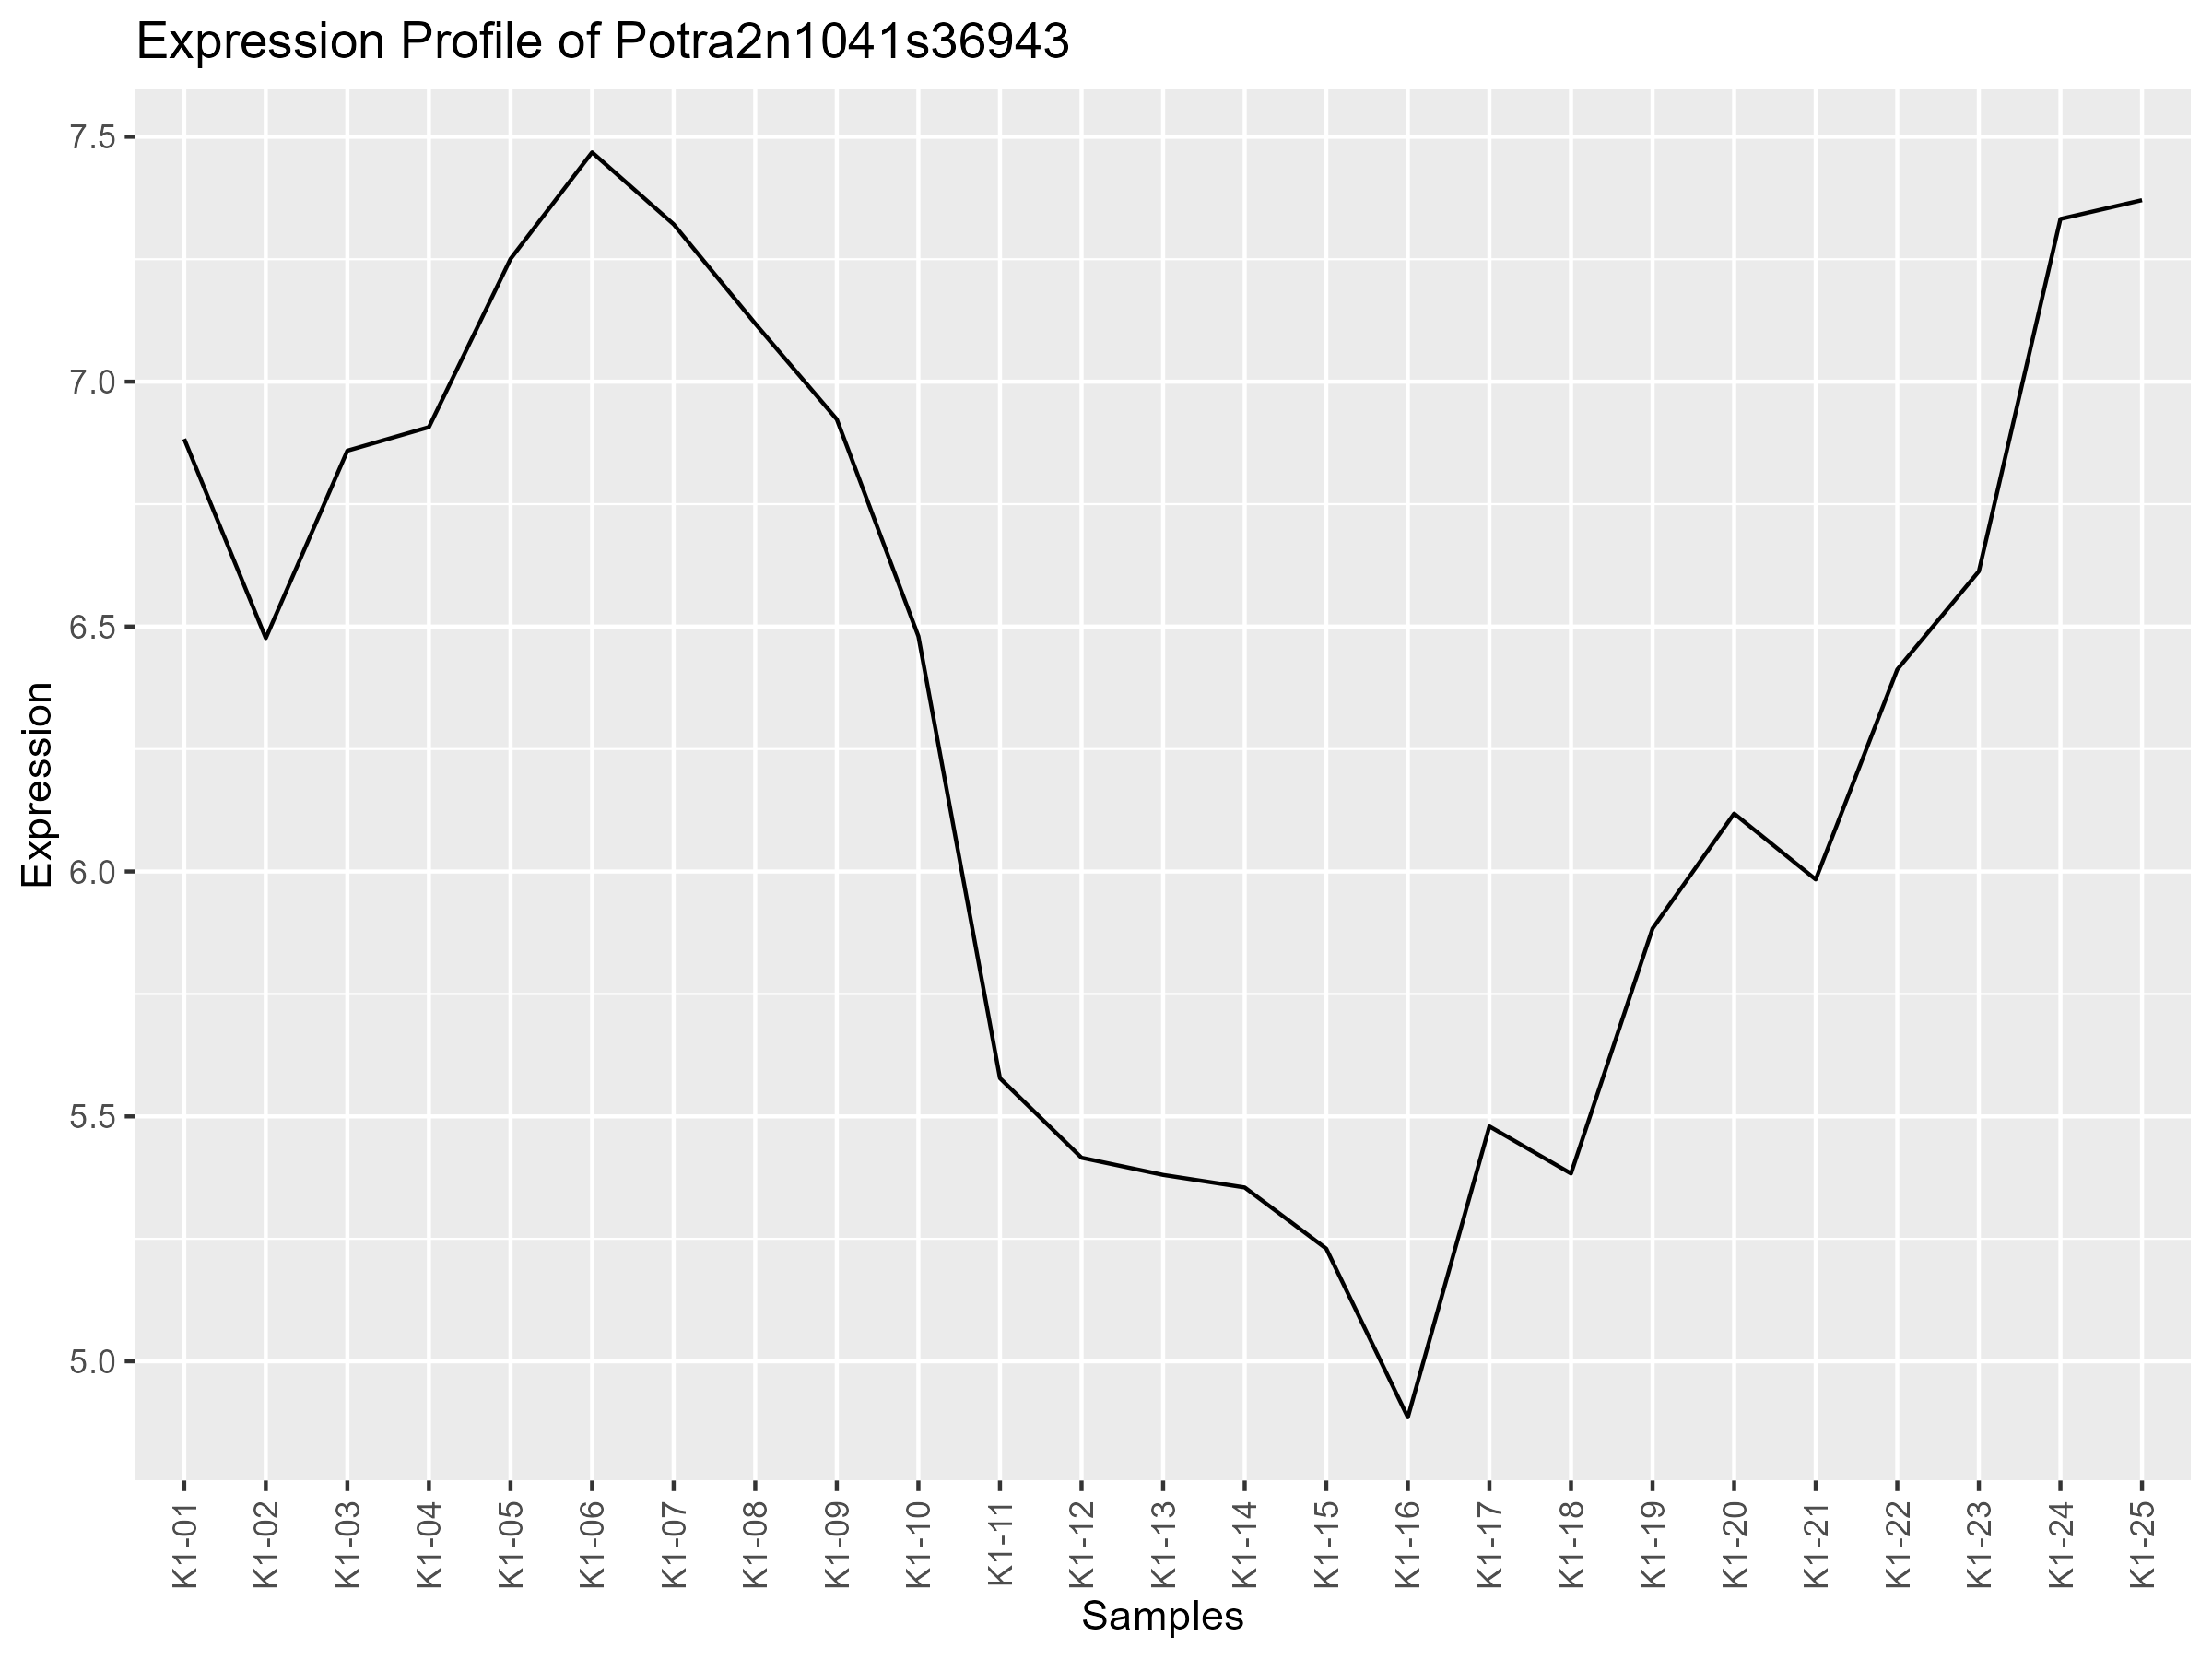 Expression Profile of Potra2n1041s36943
Expression
7.5
7.0
6.5
6.0
5.5
5.0
K1-01
K1-02
K1-03
K1-04
K1-05
K1-06
K1-07
K1-08
K1-09
K1-10
K1-11
K1-12
K1-13
K1-14
K1-15
K1-16
K1-17
K1-18
K1-19
K1-20
K1-21
K1-22
K1-23
K1-24
K1-25
Samples